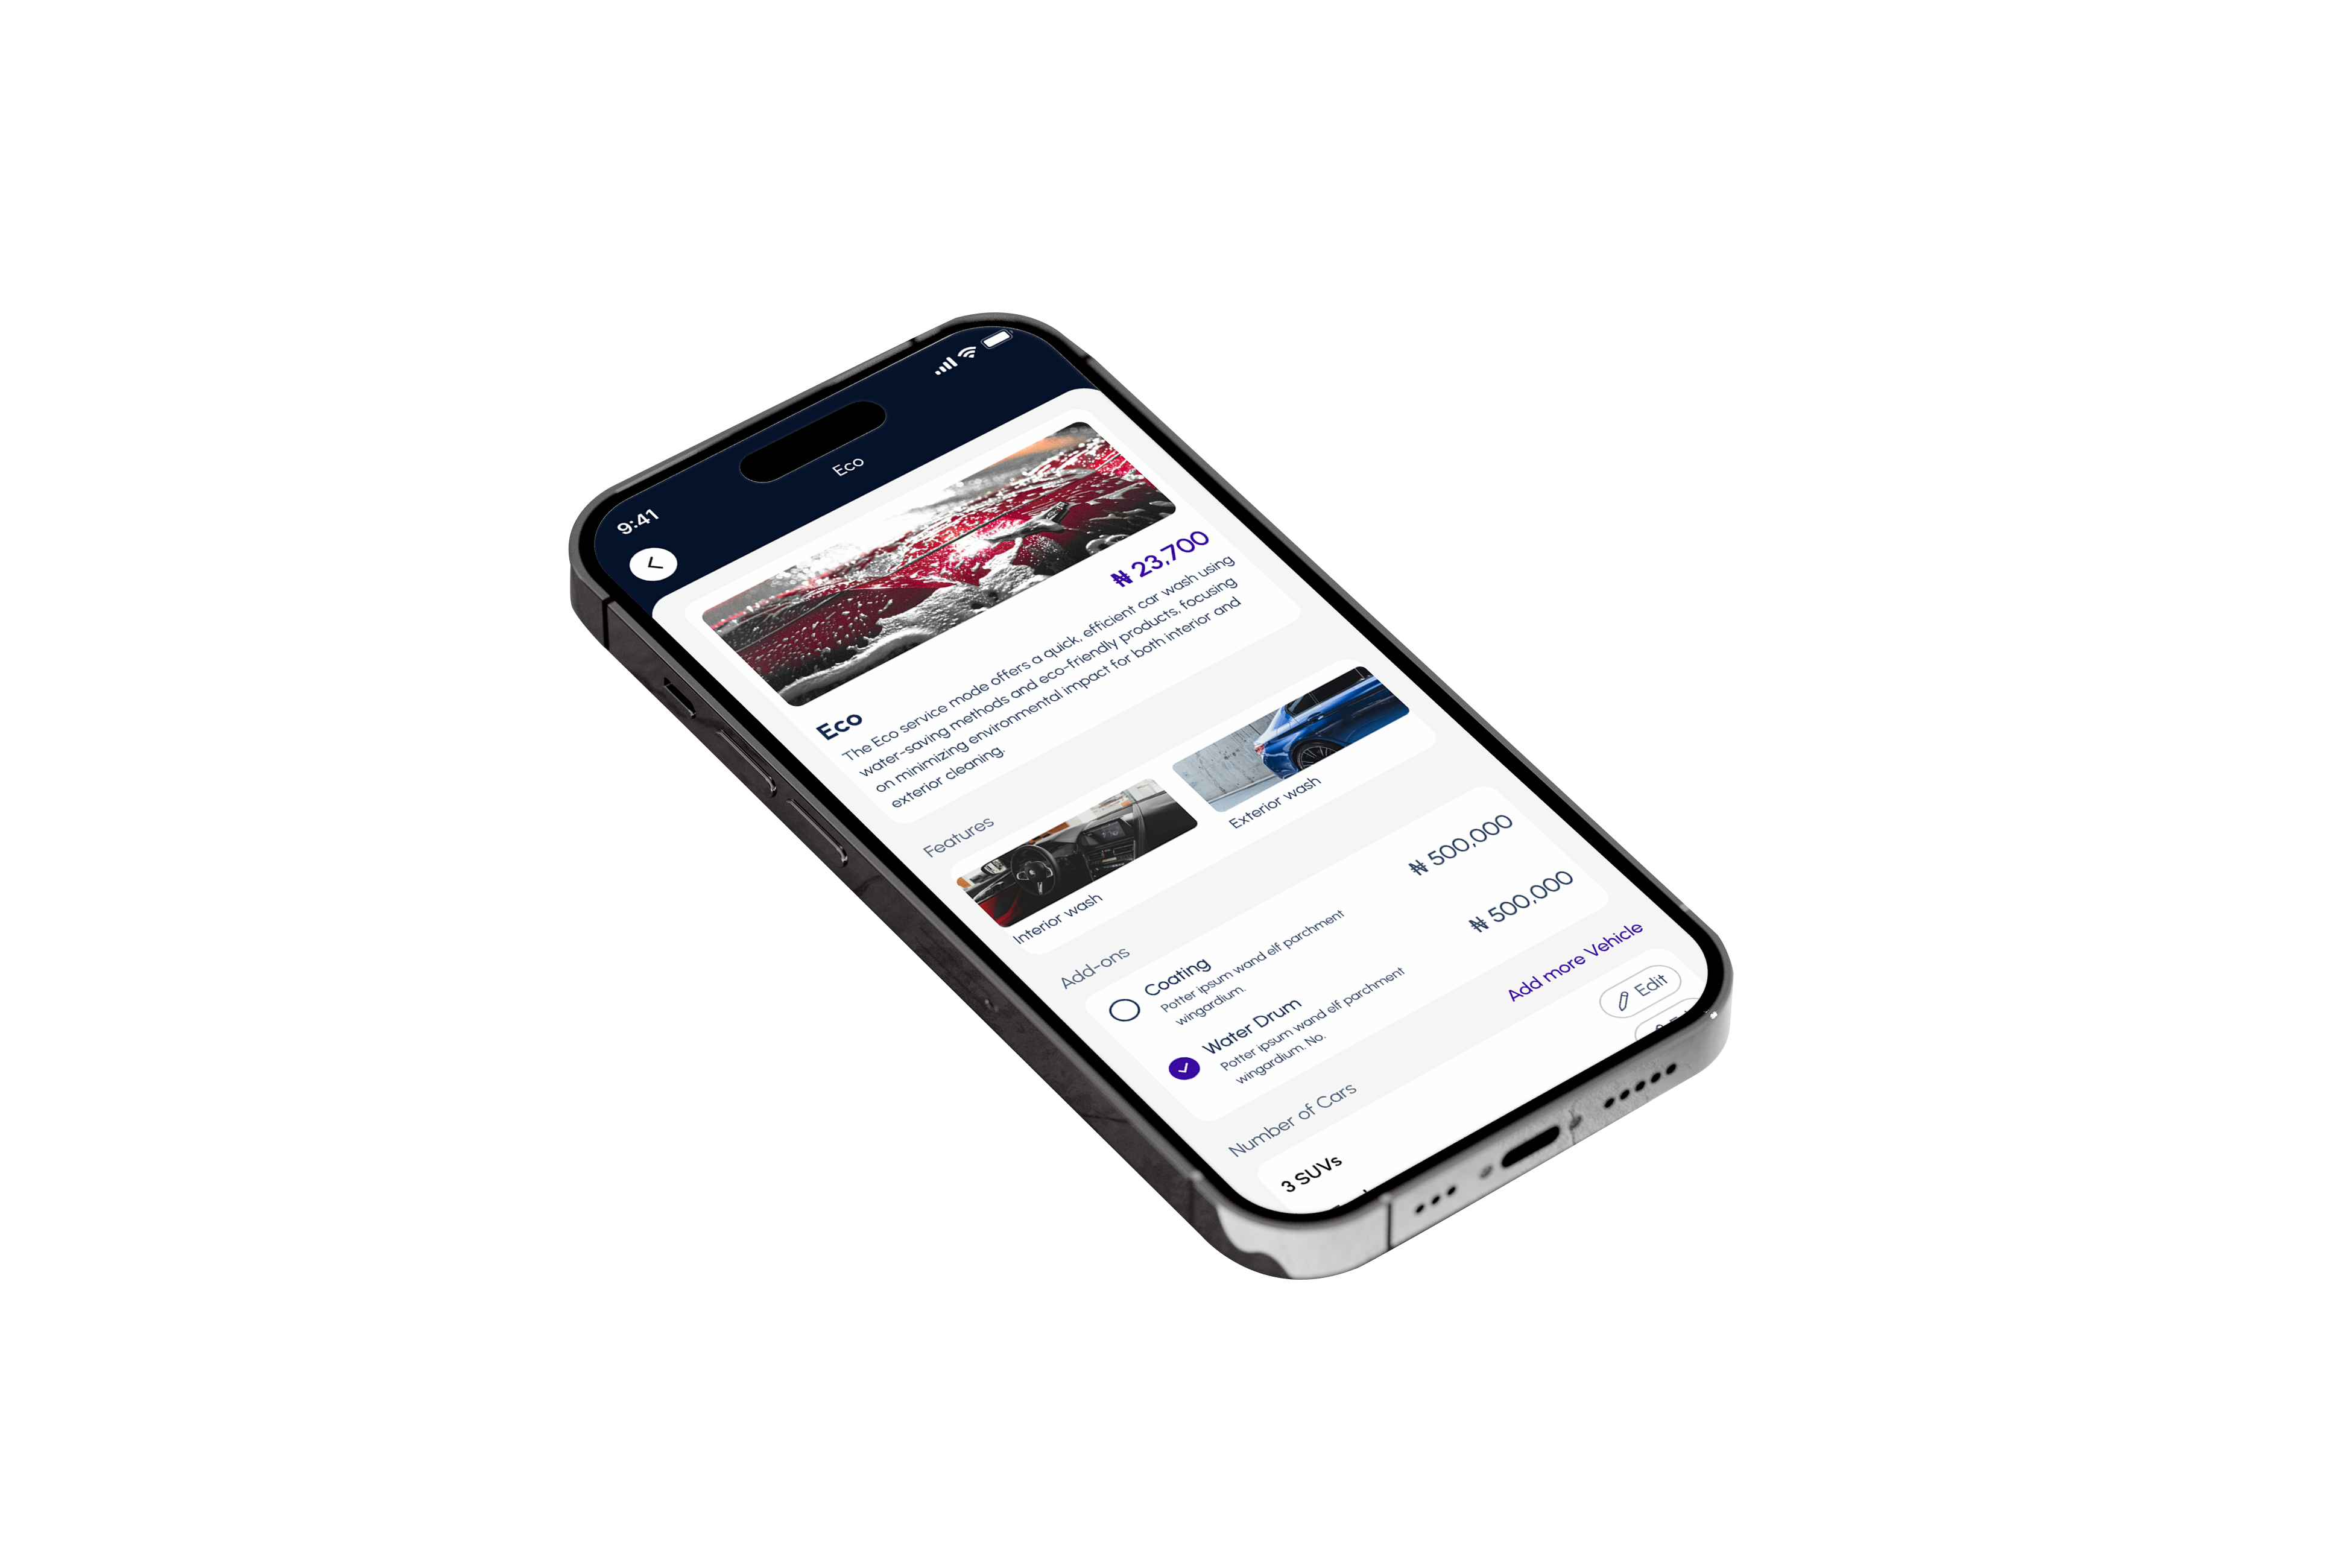 9:41
Eco
Eco
₦ 23,700
The Eco service mode offers a quick, efficient car wash using
water-saving methods and eco-friendly products, focusing
on minimizing environmental impact for both interior and
exterior cleaning.
Features
Interior wash
Exterior wash
Add-ons
Coating
₦ 500,000
Potter ipsum wand elf parchment
wingardium.
Water Drum
₦ 500,000
Potter ipsum wand elf parchment
wingardium. No.
Number of Cars
Add more Vehicle
3 SUVs
Edit